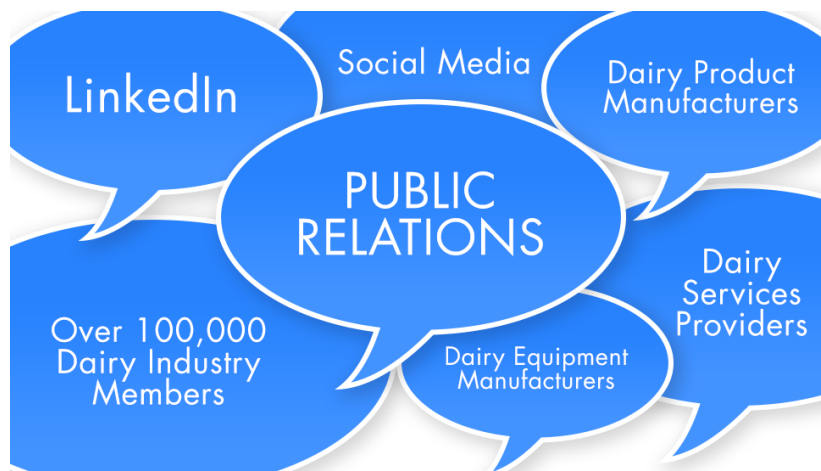 LinkedIn
Social Media
Dairy Product
Manufacturers
PUBLIC
RELATIONS
Dairy
Services
Providers
Over 100,000
Dairy Industry
Members
Dairy Equipment
Manufacturers